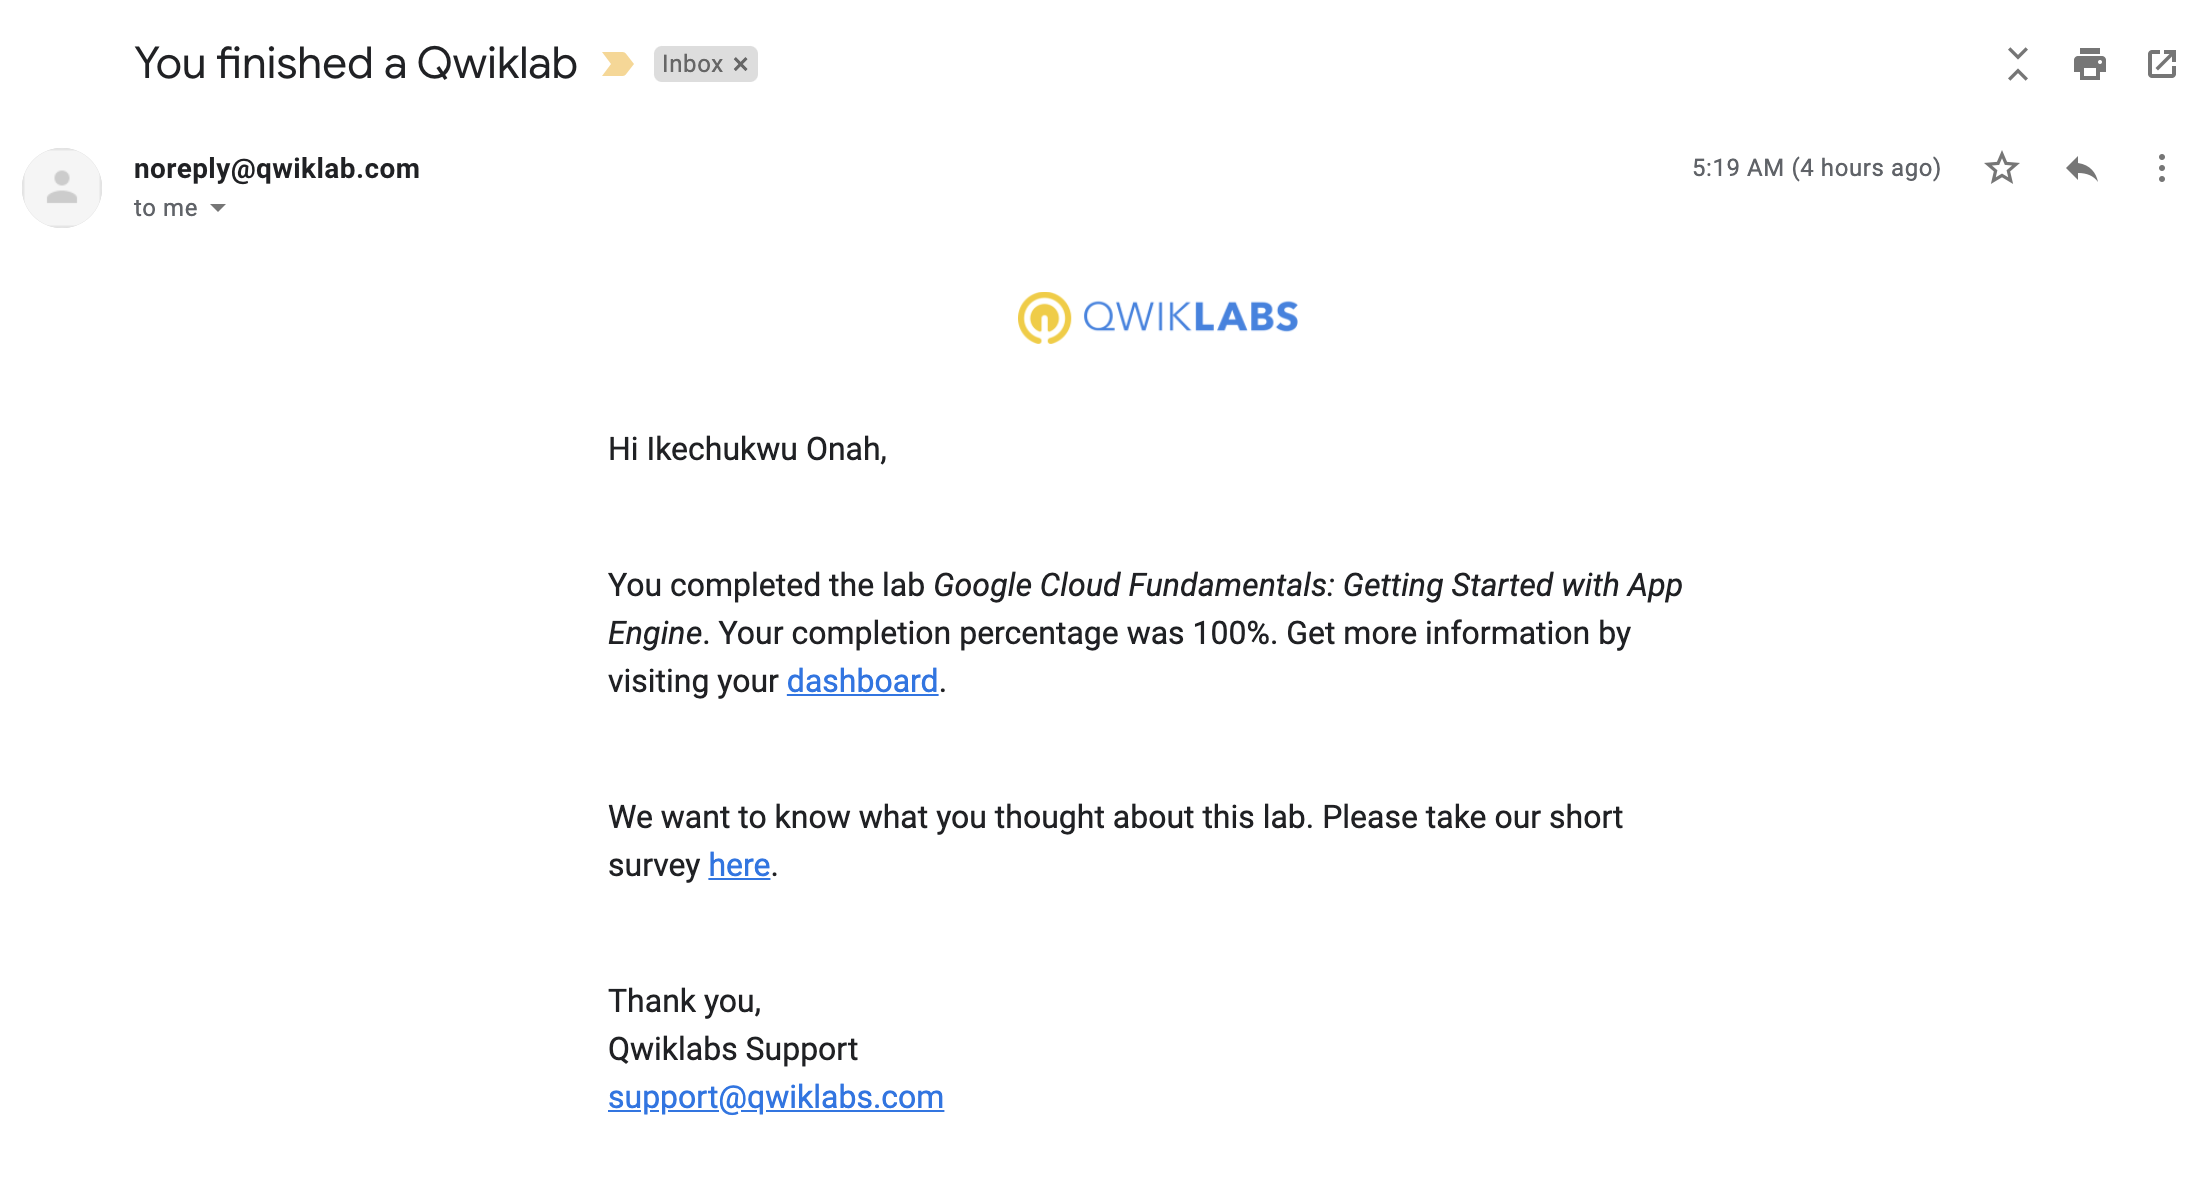 You finished a Qwiklab
Inbox ×
noreply@qwiklab.com
5:19 AM (4 hours ago)
to me
QWIKLABS
Hi Ikechukwu Onah,
You completed the lab Google Cloud Fundamentals: Getting Started with App
Engine. Your completion percentage was 100%. Get more information by
visiting your dashboard.
We want to know what you thought about this lab. Please take our short
survey here.
Thank you,
Qwiklabs Support
support@qwiklabs.com